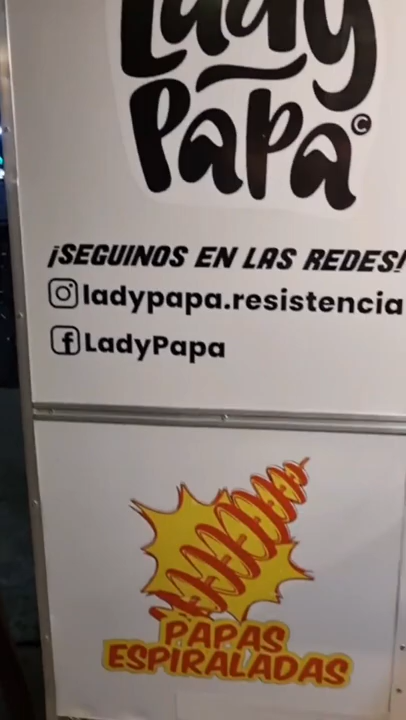 Lady
Papa©
¡SEGUINOS EN LAS REDES!
ladypapa.resistencia
LadyPapa
PAPAS
ESPIRALADAS